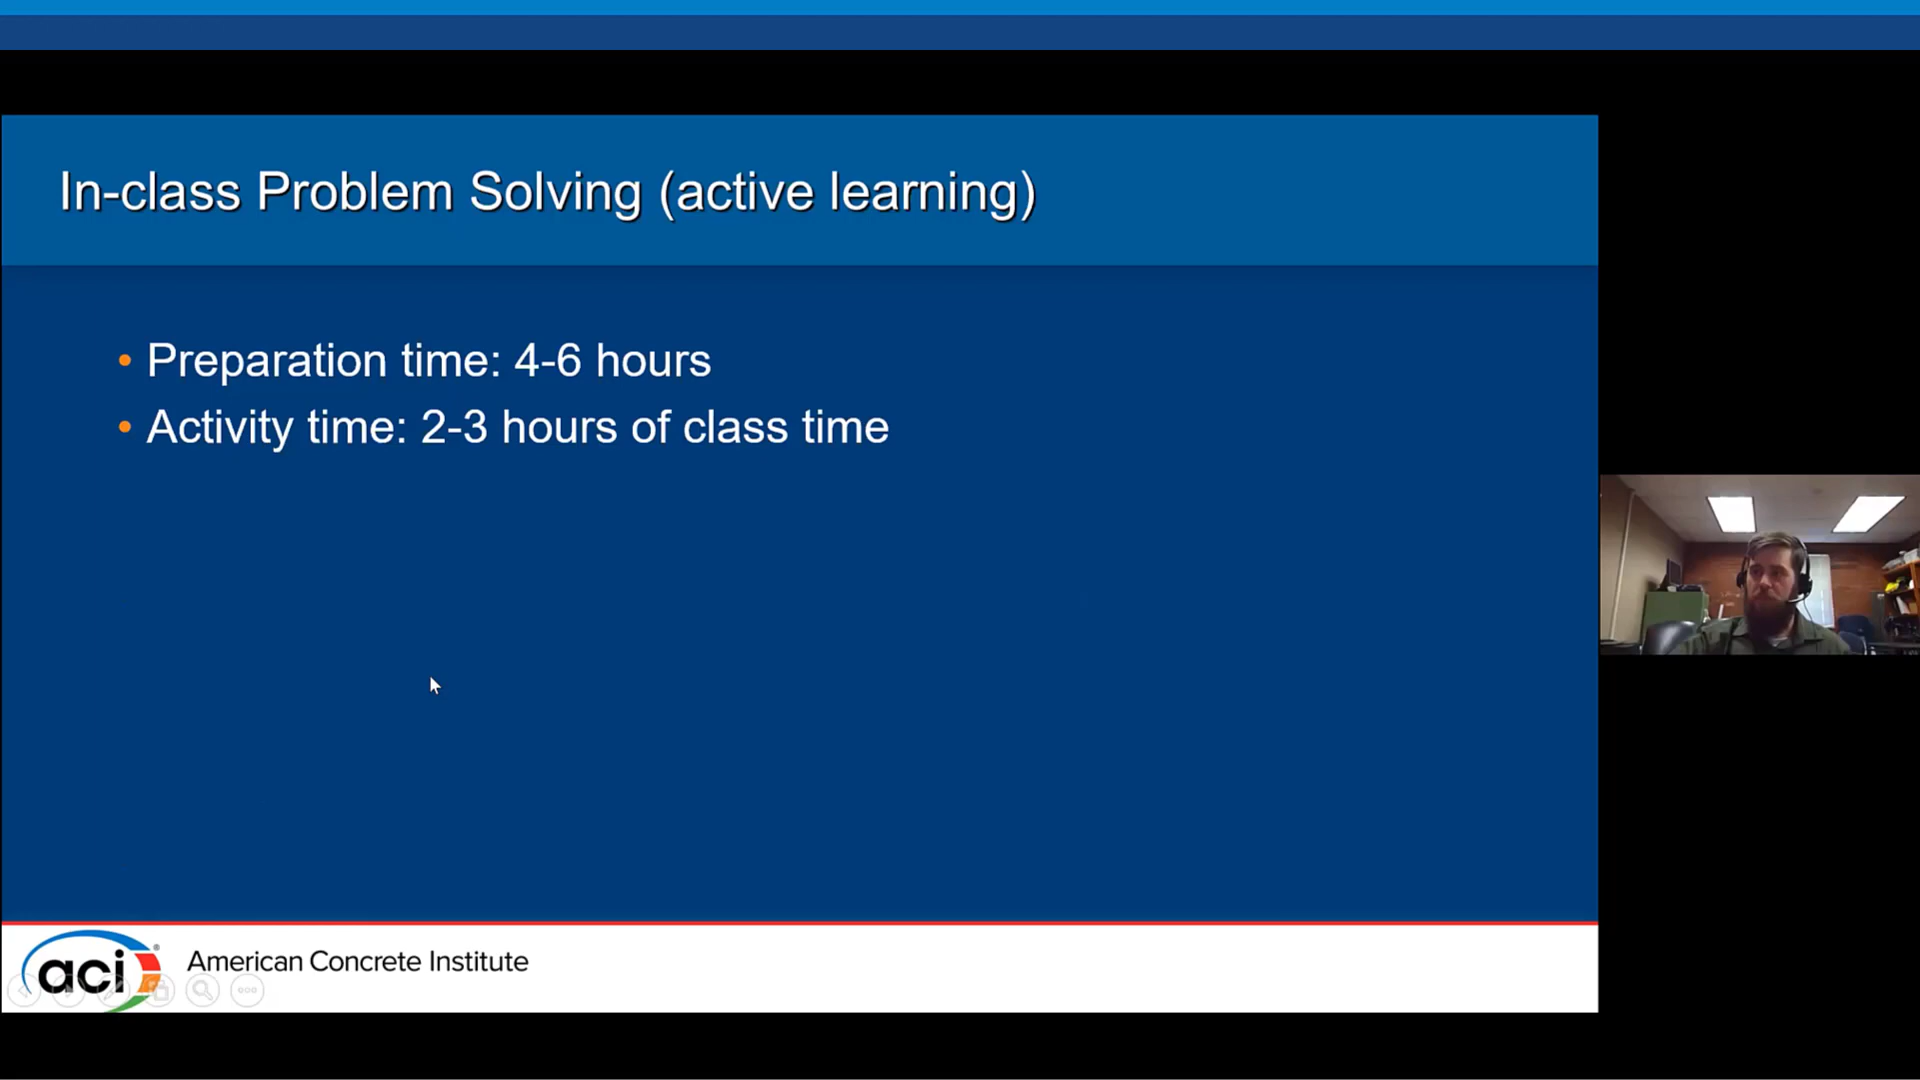 In-class Problem Solving (active learning)
• Preparation time: 4-6 hours
• Activity time: 2-3 hours of class time
aci® American Concrete Institute